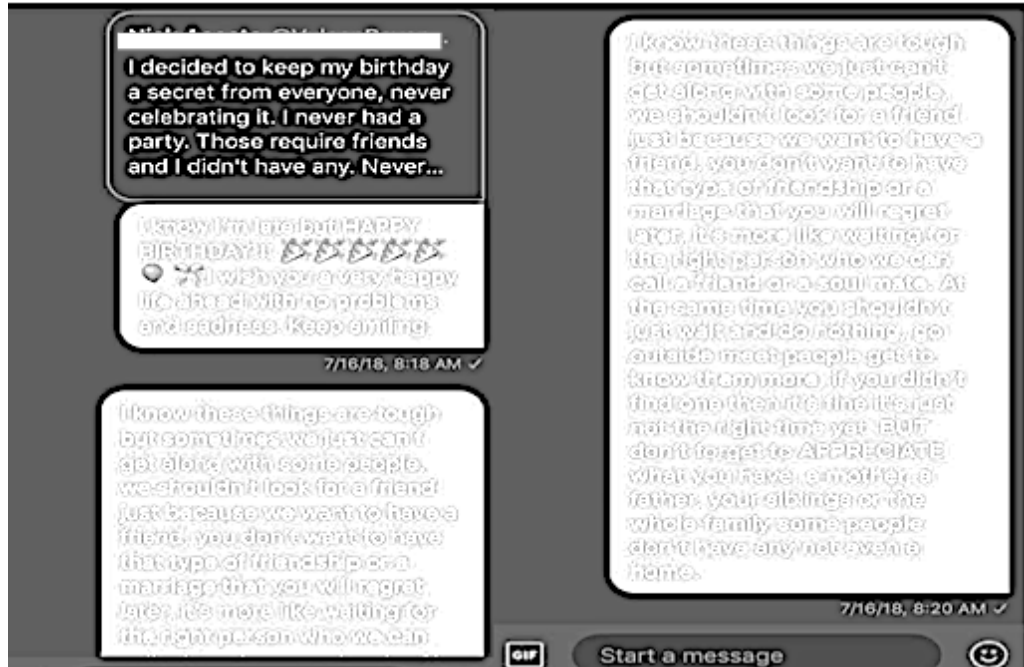 I decided to keep my birthday
a secret from everyone, never
celebrating it. I never had a
party. Those require friends
and I didn't have any. Never...
I know I'm late but HAPPY
BIRTHDAY!! 🎉🎉🎉🎉🎉
🎈 🎀I wish you a very happy
life ahead with no problems
and sadness. Keep smiling
7/16/18, 8:18 AM ✓
I know these things are tough
but sometimes we just can't
get along with some people,
we shouldn't look for a friend
just because we want to have a
friend, you don't want to have
that type of friendship or a
marriage that you will regret
later, it's more like waiting for
the right person who we can
I know these things are tough
but sometimes we just can't
get along with some people,
we shouldn't look for a friend
just because we want to have a
friend, you don't want to have
that type of friendship or a
marriage that you will regret
later, it's more like waiting for
the right person who we can
call a friend or a soul mate. At
the same time you shouldn't
just wait and do nothing, go
outside meet people get to
know them more, if you didn't
find one then it's fine it's just
not the right time yet. BUT
don't forget to APPRECIATE
what you have, a mother, a
father, your siblings or the
whole family some people
don't have any not even a
home.
7/16/18, 8:20 AM ✓
GIF
Start a message